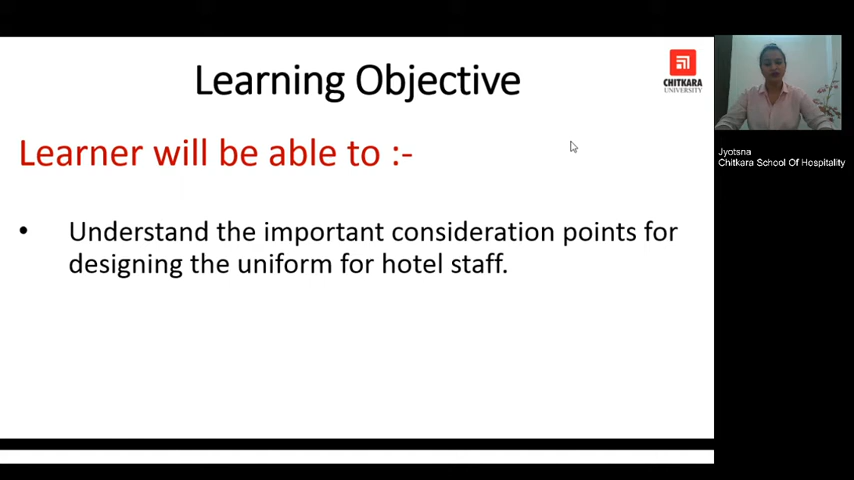 Learning Objective
CHITKARA
UNIVERSITY
Learner will be able to :-
• Understand the important consideration points for
designing the uniform for hotel staff.
Jyotsna
Chitkara School Of Hospitality